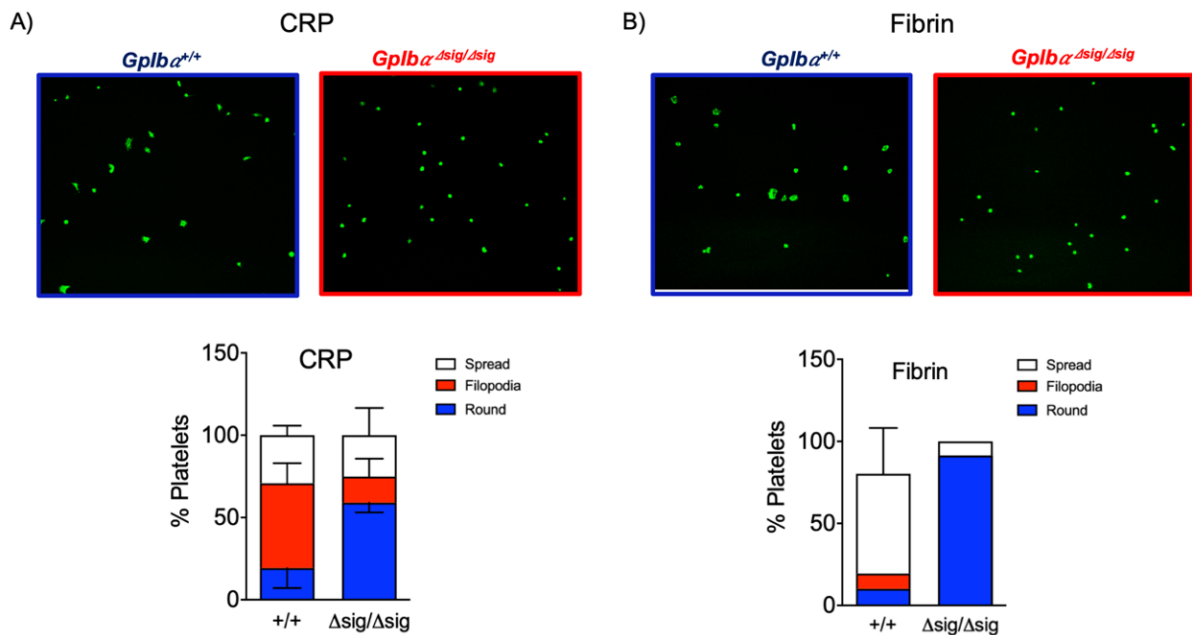 A)
CRP
GpIbα+/+
GpIbαΔsig/Δsig
CRP
Spread
Filopodia
Round
% Platelets
150
100
50
0
+/+
Δsig/Δsig
B)
Fibrin
GpIbα+/+
GpIbαΔsig/Δsig
Fibrin
Spread
Filopodia
Round
% Platelets
150
100
50
0
+/+
Δsig/Δsig